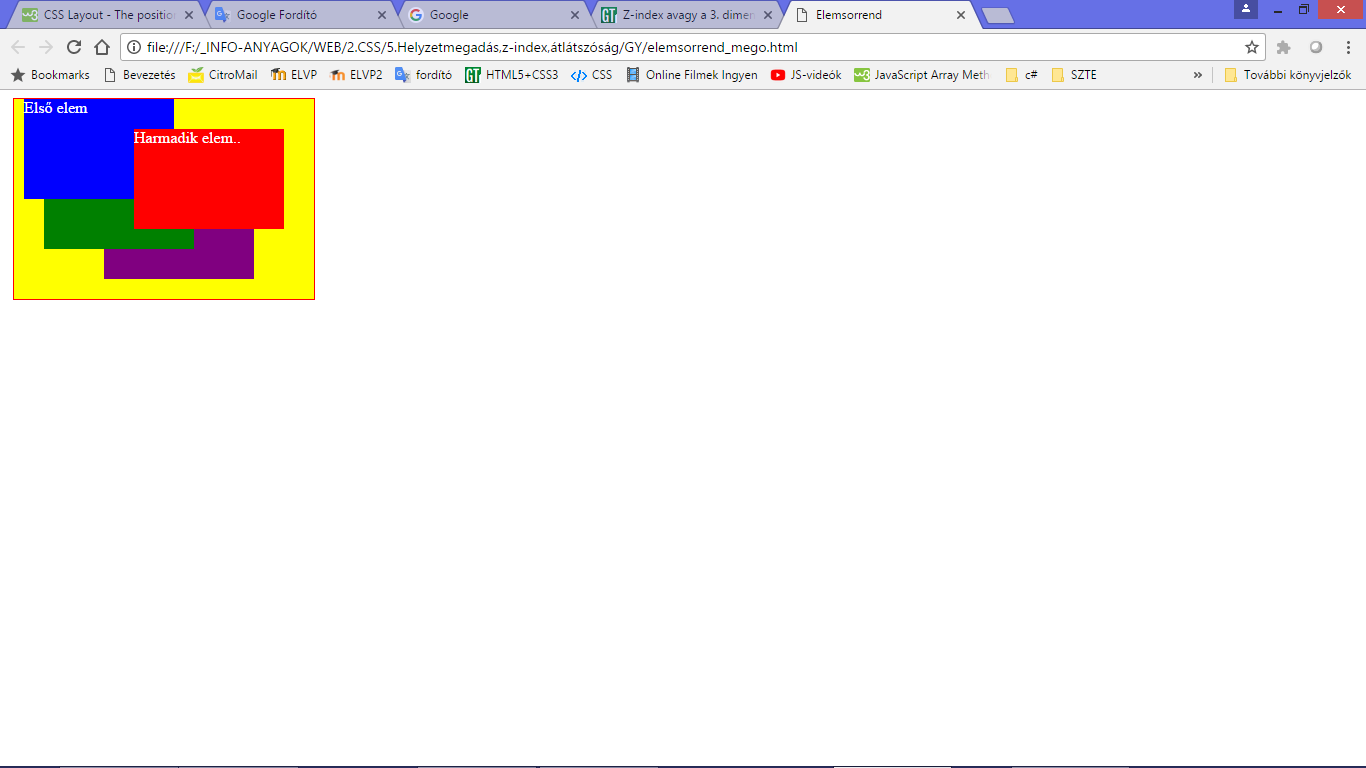 CSS Layout - The positio
Google Fordító
Google
Z-index avagy a 3. dimen
Elemsorrend
file:///F:/_INFO-ANYAGOK/WEB/2.CSS/5.Helyzetmegadás,z-index,átlátszóság/GY/elemsorrend_mego.html
Bookmarks Bevezetés CitroMail ELVP ELVP2 fordító GT HTML5+CSS3 CSS Online Filmek Ingyen JS-videók JavaScript Array Meth c# SZTE » További könyvjelzők
Első elem
Harmadik elem..